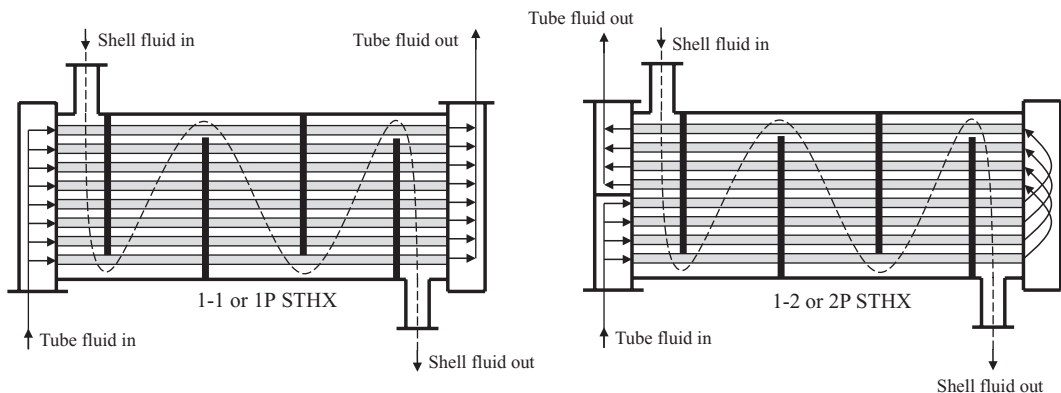 Shell fluid in
Tube fluid out
1-1 or 1P STHX
Tube fluid in
Shell fluid out
Tube fluid out
Shell fluid in
1-2 or 2P STHX
Tube fluid in
Shell fluid out